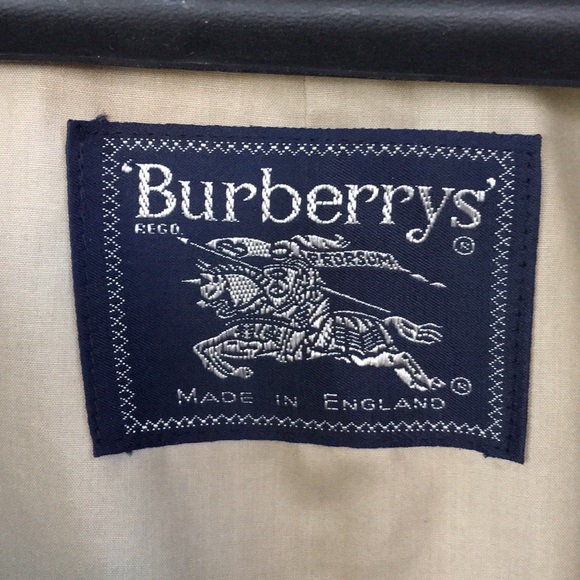 'Burberrys'
REGD.
®
PRORSUM
®
MADE IN ENGLAND